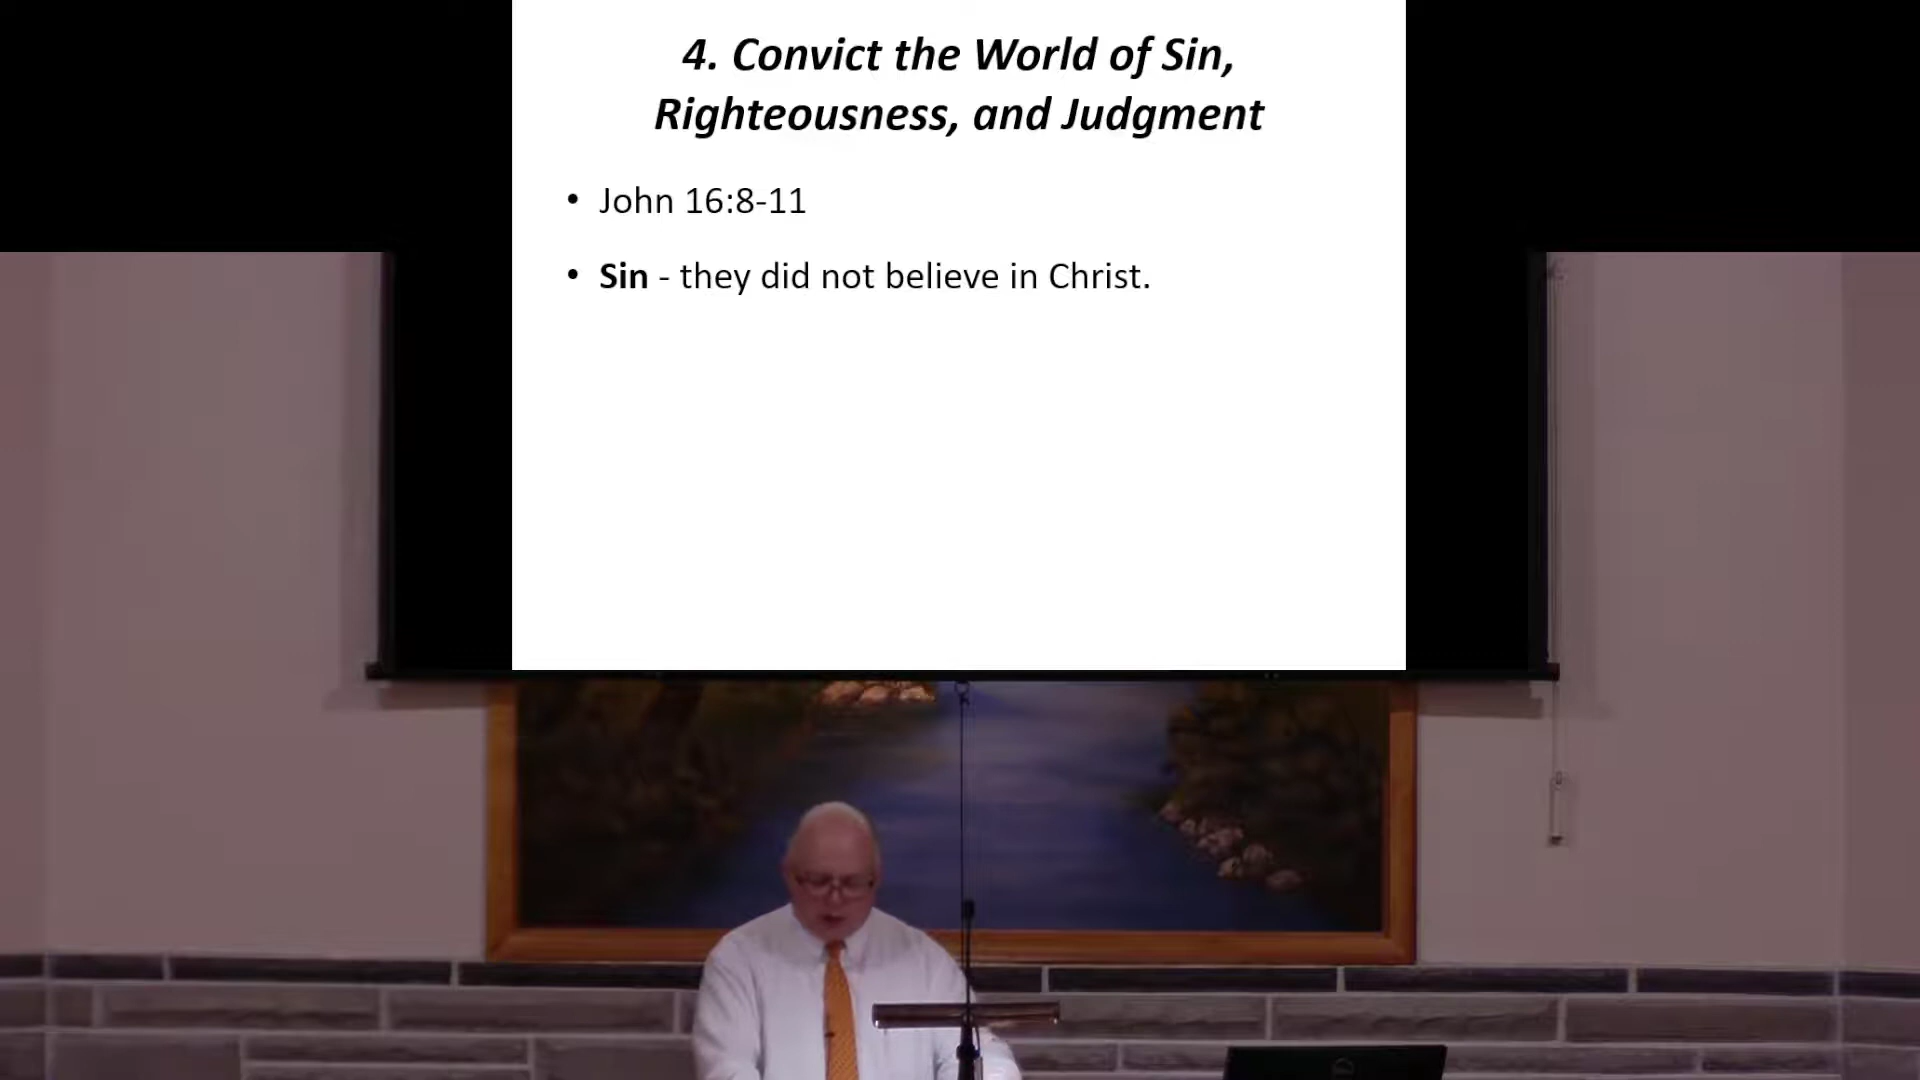 4. Convict the World of Sin,
Righteousness, and Judgment
• John 16:8-11
• Sin - they did not believe in Christ.